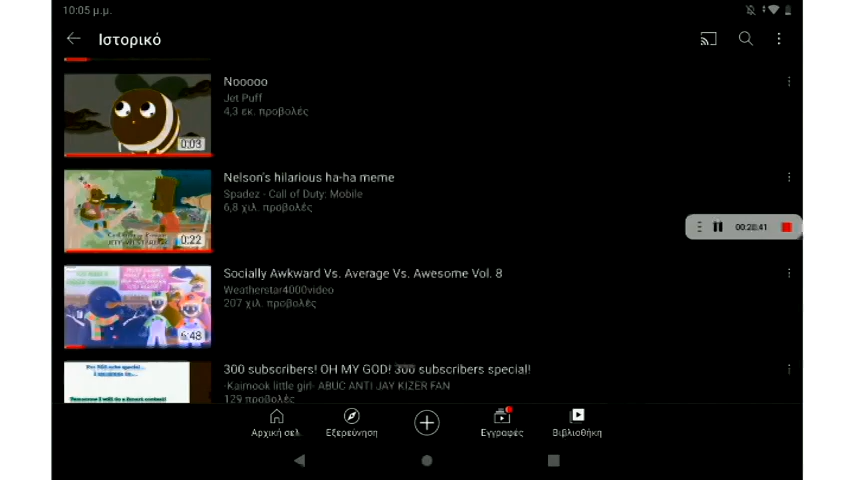 10:05 μ.μ.
Ιστορικό
Nooooo
Jet Puff
4,3 εκ. προβολές
0:03
Nelson's hilarious ha-ha meme
Spadez - Call of Duty: Mobile
6,8 χιλ. προβολές
0:22
00:20:41
Socially Awkward Vs. Average Vs. Awesome Vol. 8
Weatherstar4000video
207 χιλ. προβολές
6:48
300 subscribers! OH MY GOD! 300 subscribers special!
-Kaimook little girl- ABUC ANTI JAY KIZER FAN
129 προβολές
Αρχική σελ.
Εξερεύνηση
Εγγραφές
Βιβλιοθήκη